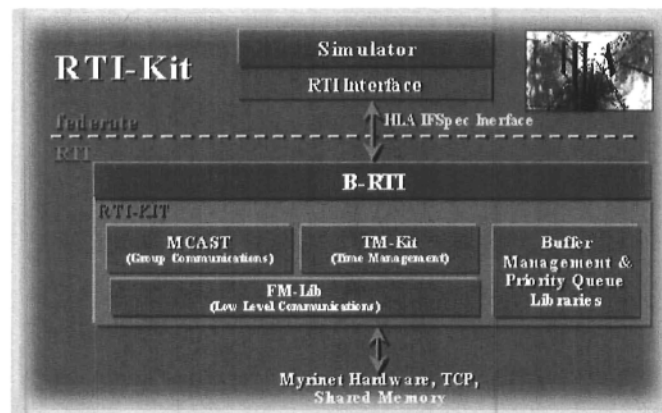 RTI-Kit
Simulator
RTI Interface
HLA IFSpec Inerface
federate
RTI
B-RTI
RTI-KIT
MCAST
(Group Communications)
TM-Kit
(Time Management)
Buffer
Management &
Priority Queue
Libraries
FM-Lib
(Low Level Communications)
Myrinet Hardware, TCP,
Shared Memory